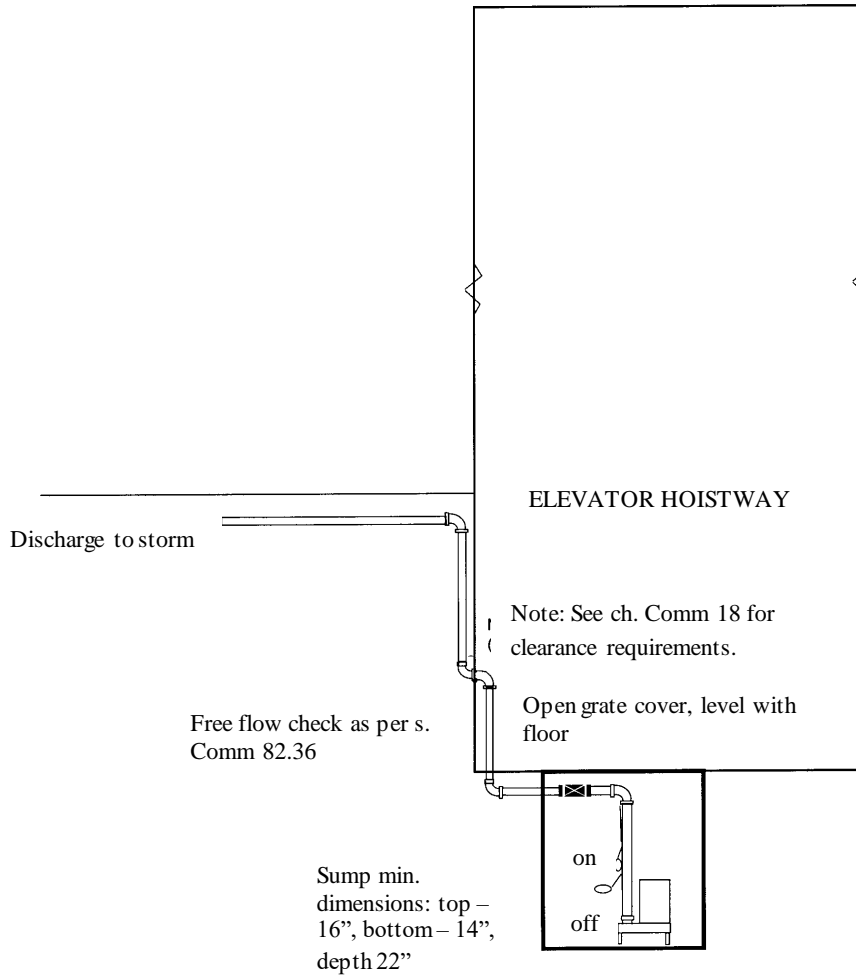 ELEVATOR HOISTWAY
Discharge to storm
Note: See ch. Comm 18 for
clearance requirements.
Open grate cover, level with
floor
Free flow check as per s.
Comm 82.36
on
off
Sump min.
dimensions: top –
16”, bottom – 14”,
depth 22”